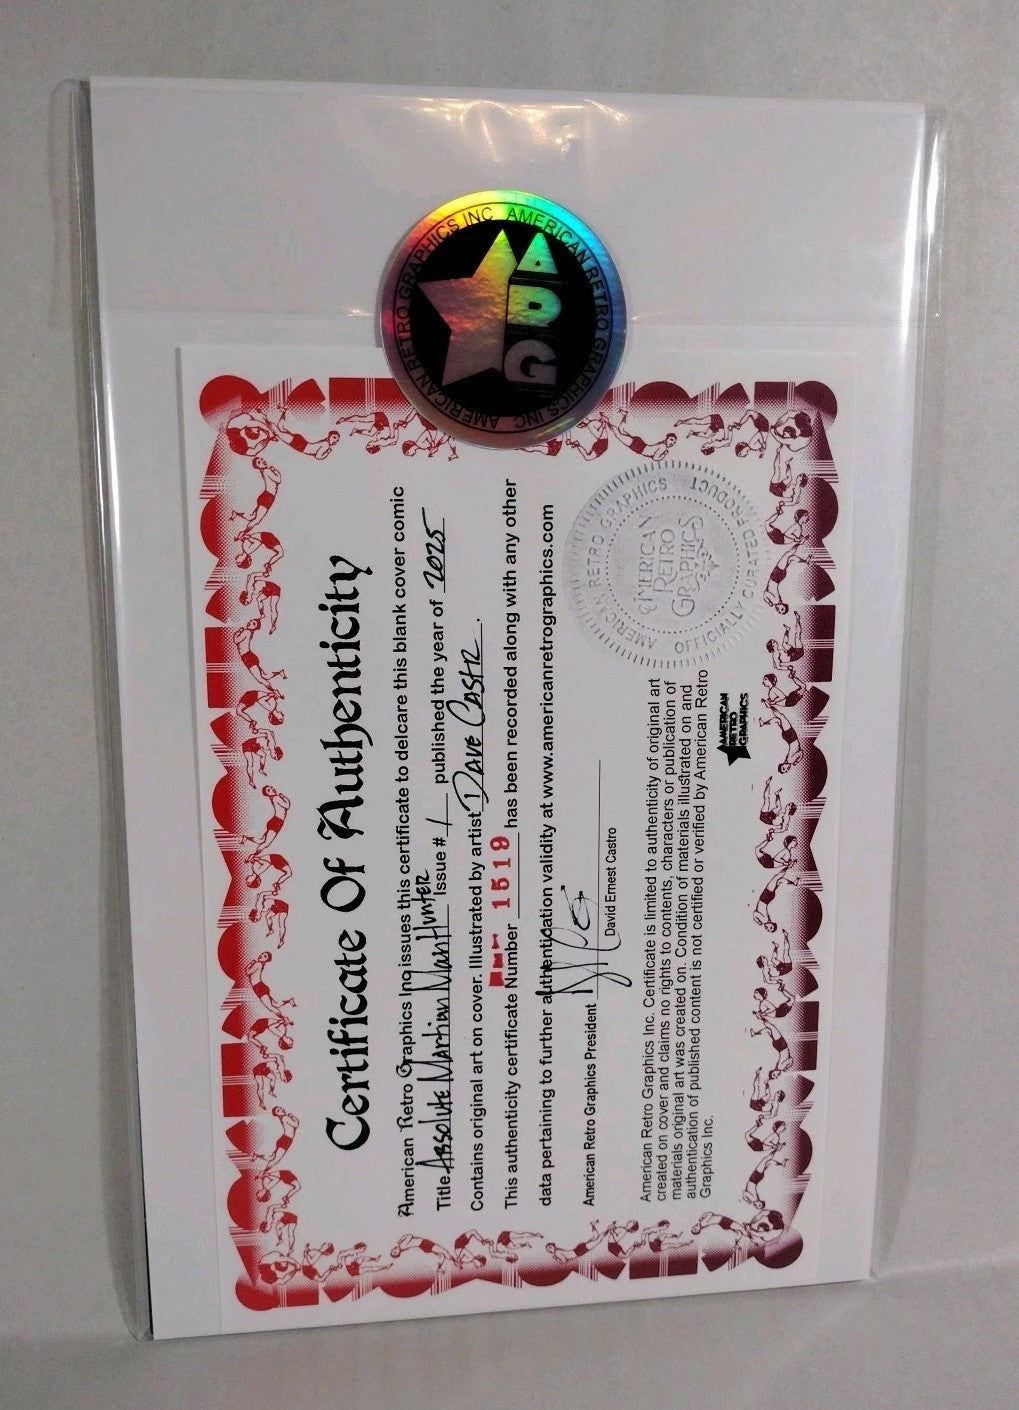 AMERICAN RETRO GRAPHICS INC AMERICAN RETRO GRAPHICS INC
ARG
Certificate Of Authenticity
American Retro Graphics Inc issues this certificate to delcare this blank cover comic
Title Absolute Martian ManHunter Issue # 1 published the year of 2025
Contains original art on cover. Illustrated by artist Dave Castr.
This authenticity certificate Number 1519 has been recorded along with any other
data pertaining to further authentication validity at www.americanretrographics.com
American Retro Graphics President
David Ernest Castro
American Retro Graphics Inc. Certificate is limited to authenticity of original art
created on cover and claims no rights to contents, characters or publication of
materials original art was created on. Condition of materials illustrated on and
authentication of published content is not certified or verified by American Retro
Graphics Inc.
AMERICAN
RETRO
GRAPHICS
AMERICAN RETRO GRAPHICS
OFFICIALLY CURATED PRODUCT
AMERICAN
RETRO
GRAPHICS